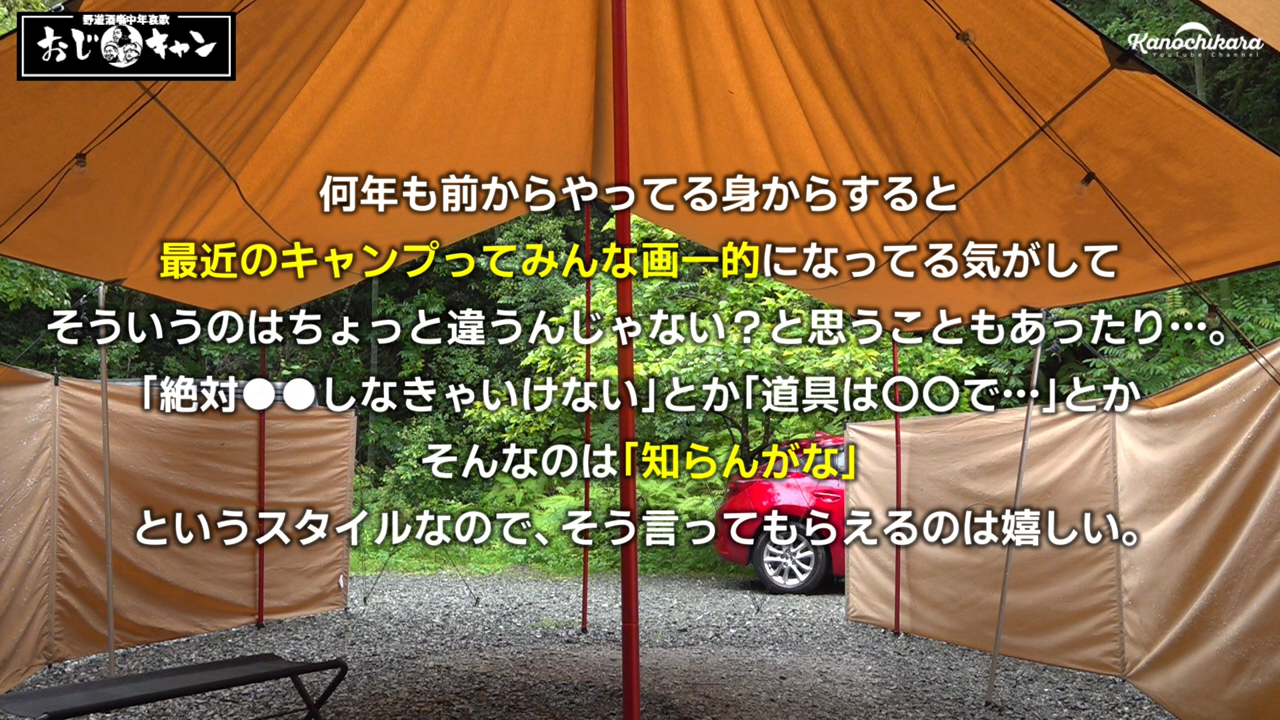 野遊酒噺中年哀歌
おじキャン
Kanochikara
YouTube Channel
何年も前からやってる身からすると
最近のキャンプってみんな画一的になってる気がして
そういうのはちょっと違うんじゃない？と思うこともあったり…。
「絶対●●しなきゃいけない」とか「道具は〇〇で…」とか
そんなのは「知らんがな」
というスタイルなので、そう言ってもらえるのは嬉しい。